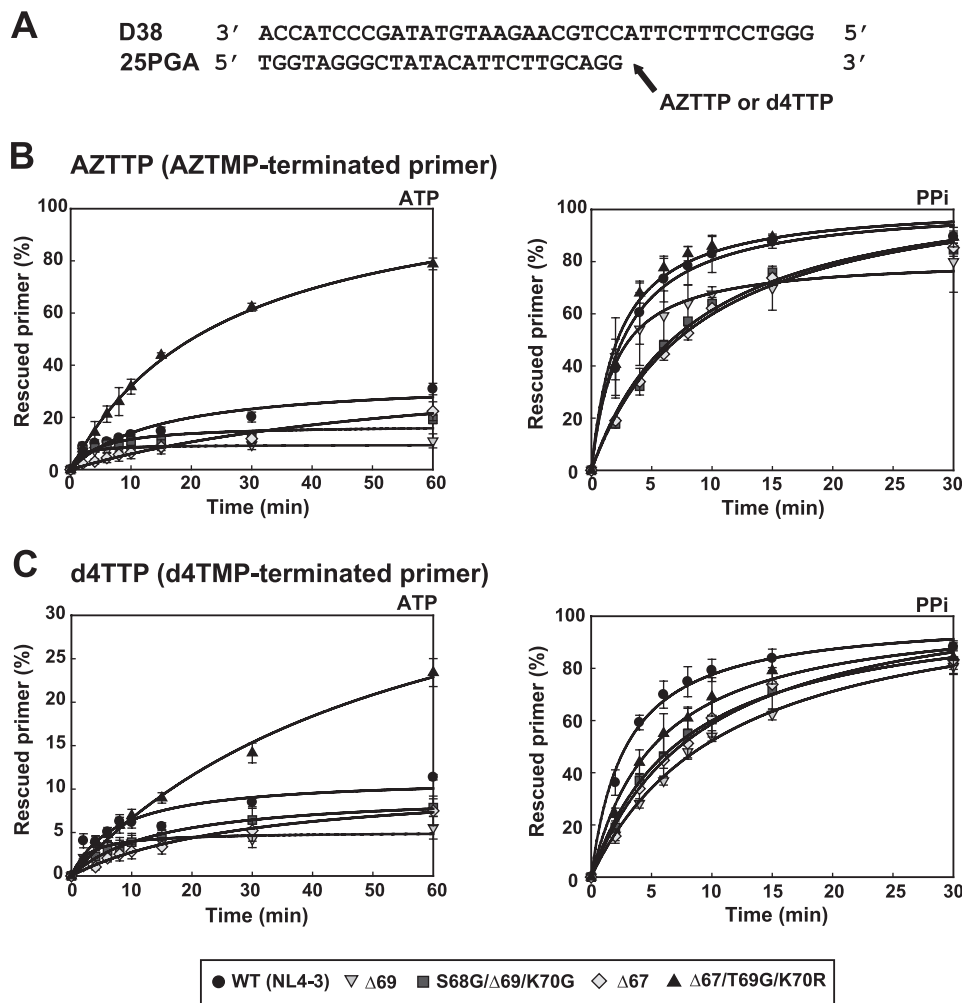 A
D38 3′ ACCATCCCGATATGTAAGAACGTCCATTCTTTCCTGGG 5′
25PGA 5′ TGGTAGGGCTATACATTCTTGCAGG 3′
AZTTP or d4TTP
B AZTTP (AZTMP-terminated primer)
ATP
Rescued primer (%)
100
80
60
40
20
0
0 10 20 30 40 50 60
Time (min)
PPi
Rescued primer (%)
100
80
60
40
20
0
0 5 10 15 20 25 30
Time (min)
C d4TTP (d4TMP-terminated primer)
ATP
Rescued primer (%)
30
25
20
15
10
5
0
0 10 20 30 40 50 60
Time (min)
PPi
Rescued primer (%)
100
80
60
40
20
0
0 5 10 15 20 25 30
Time (min)
WT (NL4-3) Δ69 S68G/Δ69/K70G Δ67 Δ67/T69G/K70R